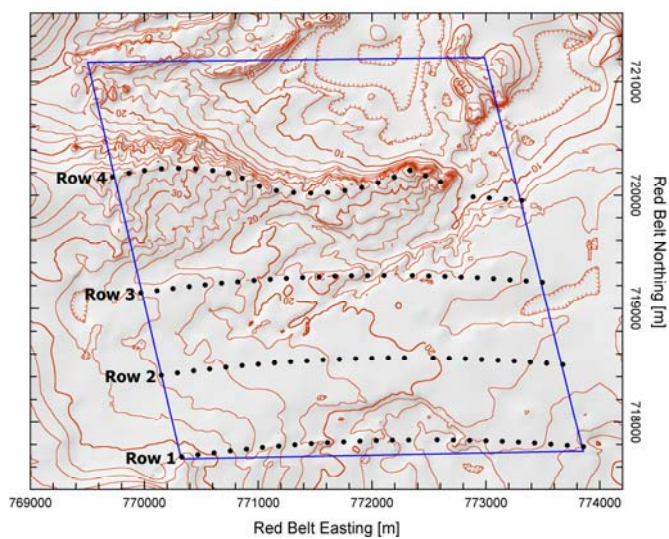 721000
Row 4
720000
Row 3
719000
Row 2
718000
Row 1
769000 770000 771000 772000 773000 774000
Red Belt Easting [m]
Red Belt Northing [m]
20
10
10
30
20
20